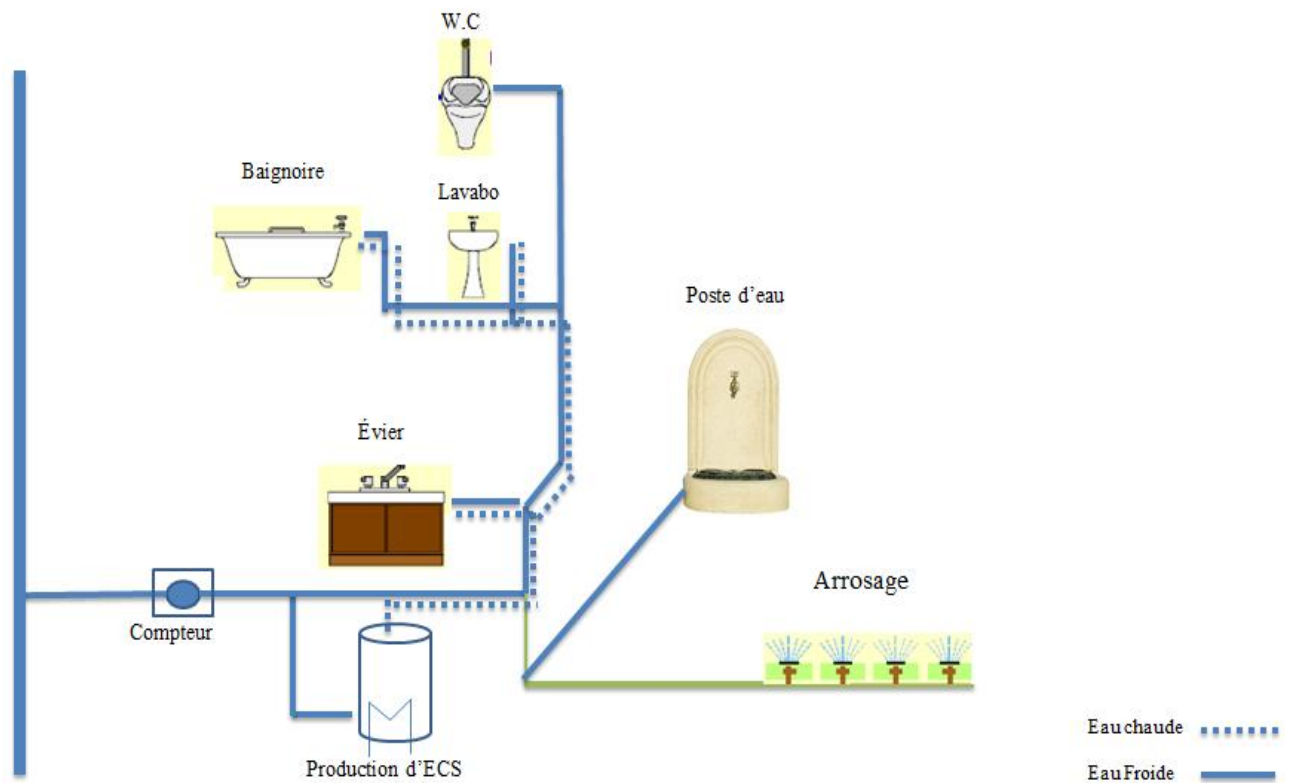 W.C
Baignoire
Lavabo
Poste d'eau
Évier
Arrosage
Compteur
Production d'ECS
Eau chaude
Eau Froide